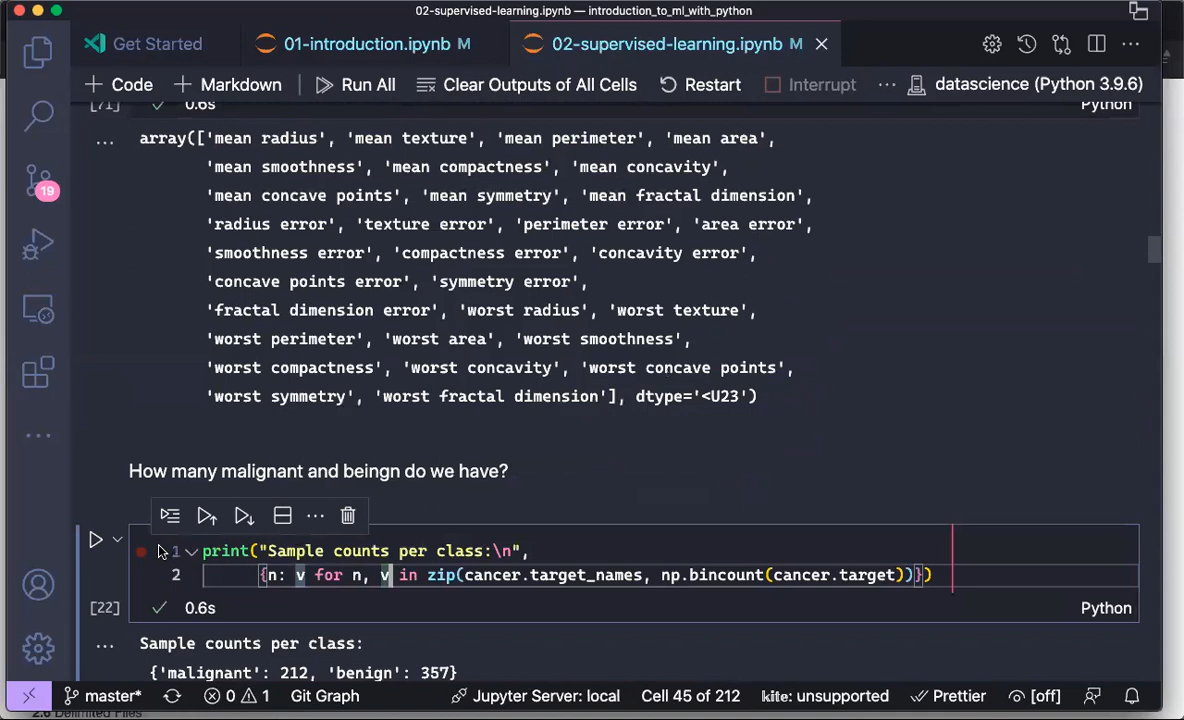 02-supervised-learning.ipynb — introduction_to_ml_with_python
Get Started
01-introduction.ipynb M
02-supervised-learning.ipynb M
Code
Markdown
Run All
Clear Outputs of All Cells
Restart
Interrupt
datascience (Python 3.9.6)
[71]
0.6s
Python
array(['mean radius', 'mean texture', 'mean perimeter', 'mean area',
'mean smoothness', 'mean compactness', 'mean concavity',
'mean concave points', 'mean symmetry', 'mean fractal dimension',
'radius error', 'texture error', 'perimeter error', 'area error',
'smoothness error', 'compactness error', 'concavity error',
'concave points error', 'symmetry error',
'fractal dimension error', 'worst radius', 'worst texture',
'worst perimeter', 'worst area', 'worst smoothness',
'worst compactness', 'worst concavity', 'worst concave points',
'worst symmetry', 'worst fractal dimension'], dtype='<U23')
19
How many malignant and beingn do we have?
1 print("Sample counts per class:\n",
2 {n: v for n, v in zip(cancer.target_names, np.bincount(cancer.target))})
[22]
0.6s
Python
Sample counts per class:
{'malignant': 212, 'benign': 357}
master*
0
1
Git Graph
Jupyter Server: local
Cell 45 of 212
kite: unsupported
Prettier
[off]
2.6 Delimited Files